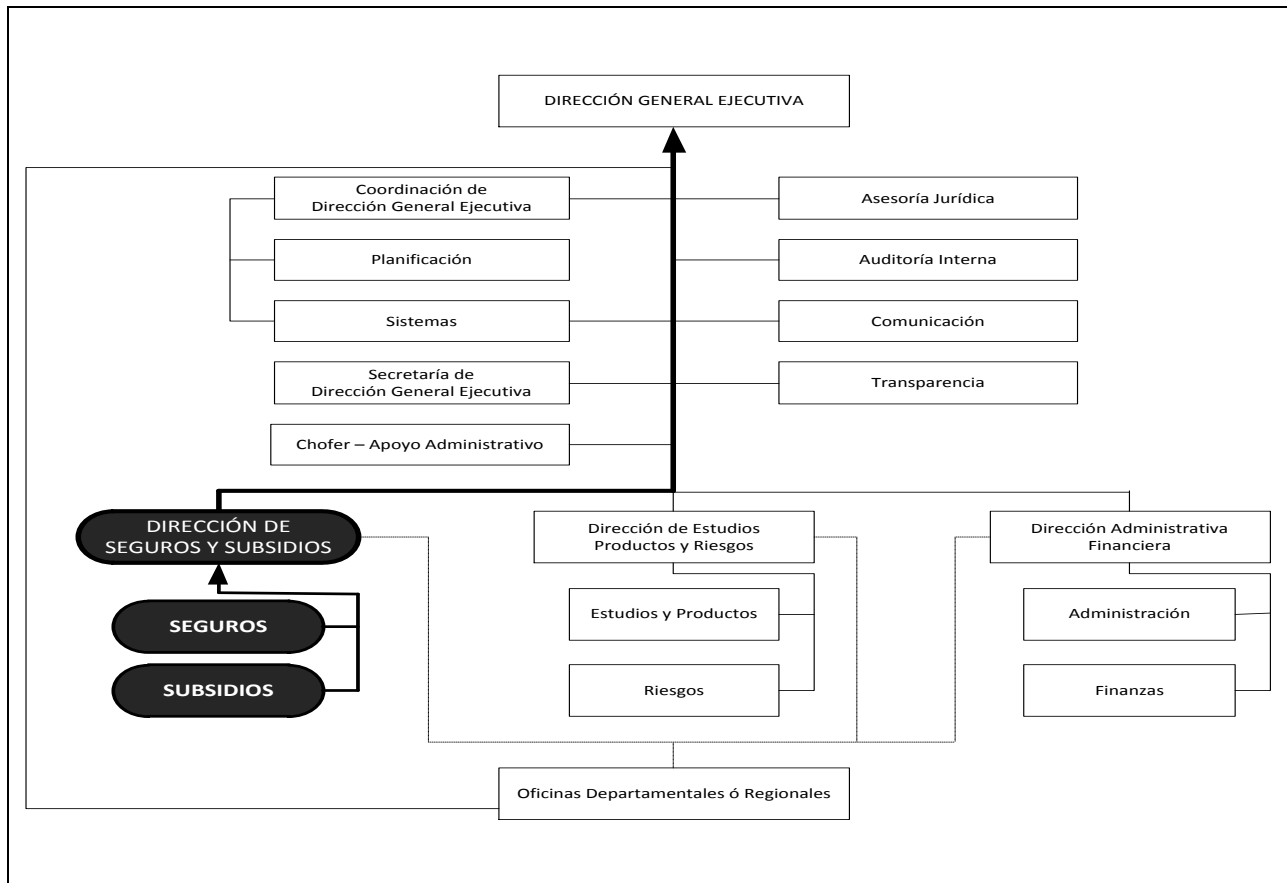 DIRECCIÓN GENERAL EJECUTIVA
Coordinación de
Dirección General Ejecutiva
Asesoría Jurídica
Planificación
Auditoría Interna
Sistemas
Comunicación
Secretaría de
Dirección General Ejecutiva
Transparencia
Chofer – Apoyo Administrativo
DIRECCIÓN DE
SEGUROS Y SUBSIDIOS
Dirección de Estudios
Productos y Riesgos
Dirección Administrativa
Financiera
SEGUROS
Estudios y Productos
Administración
SUBSIDIOS
Riesgos
Finanzas
Oficinas Departamentales ó Regionales